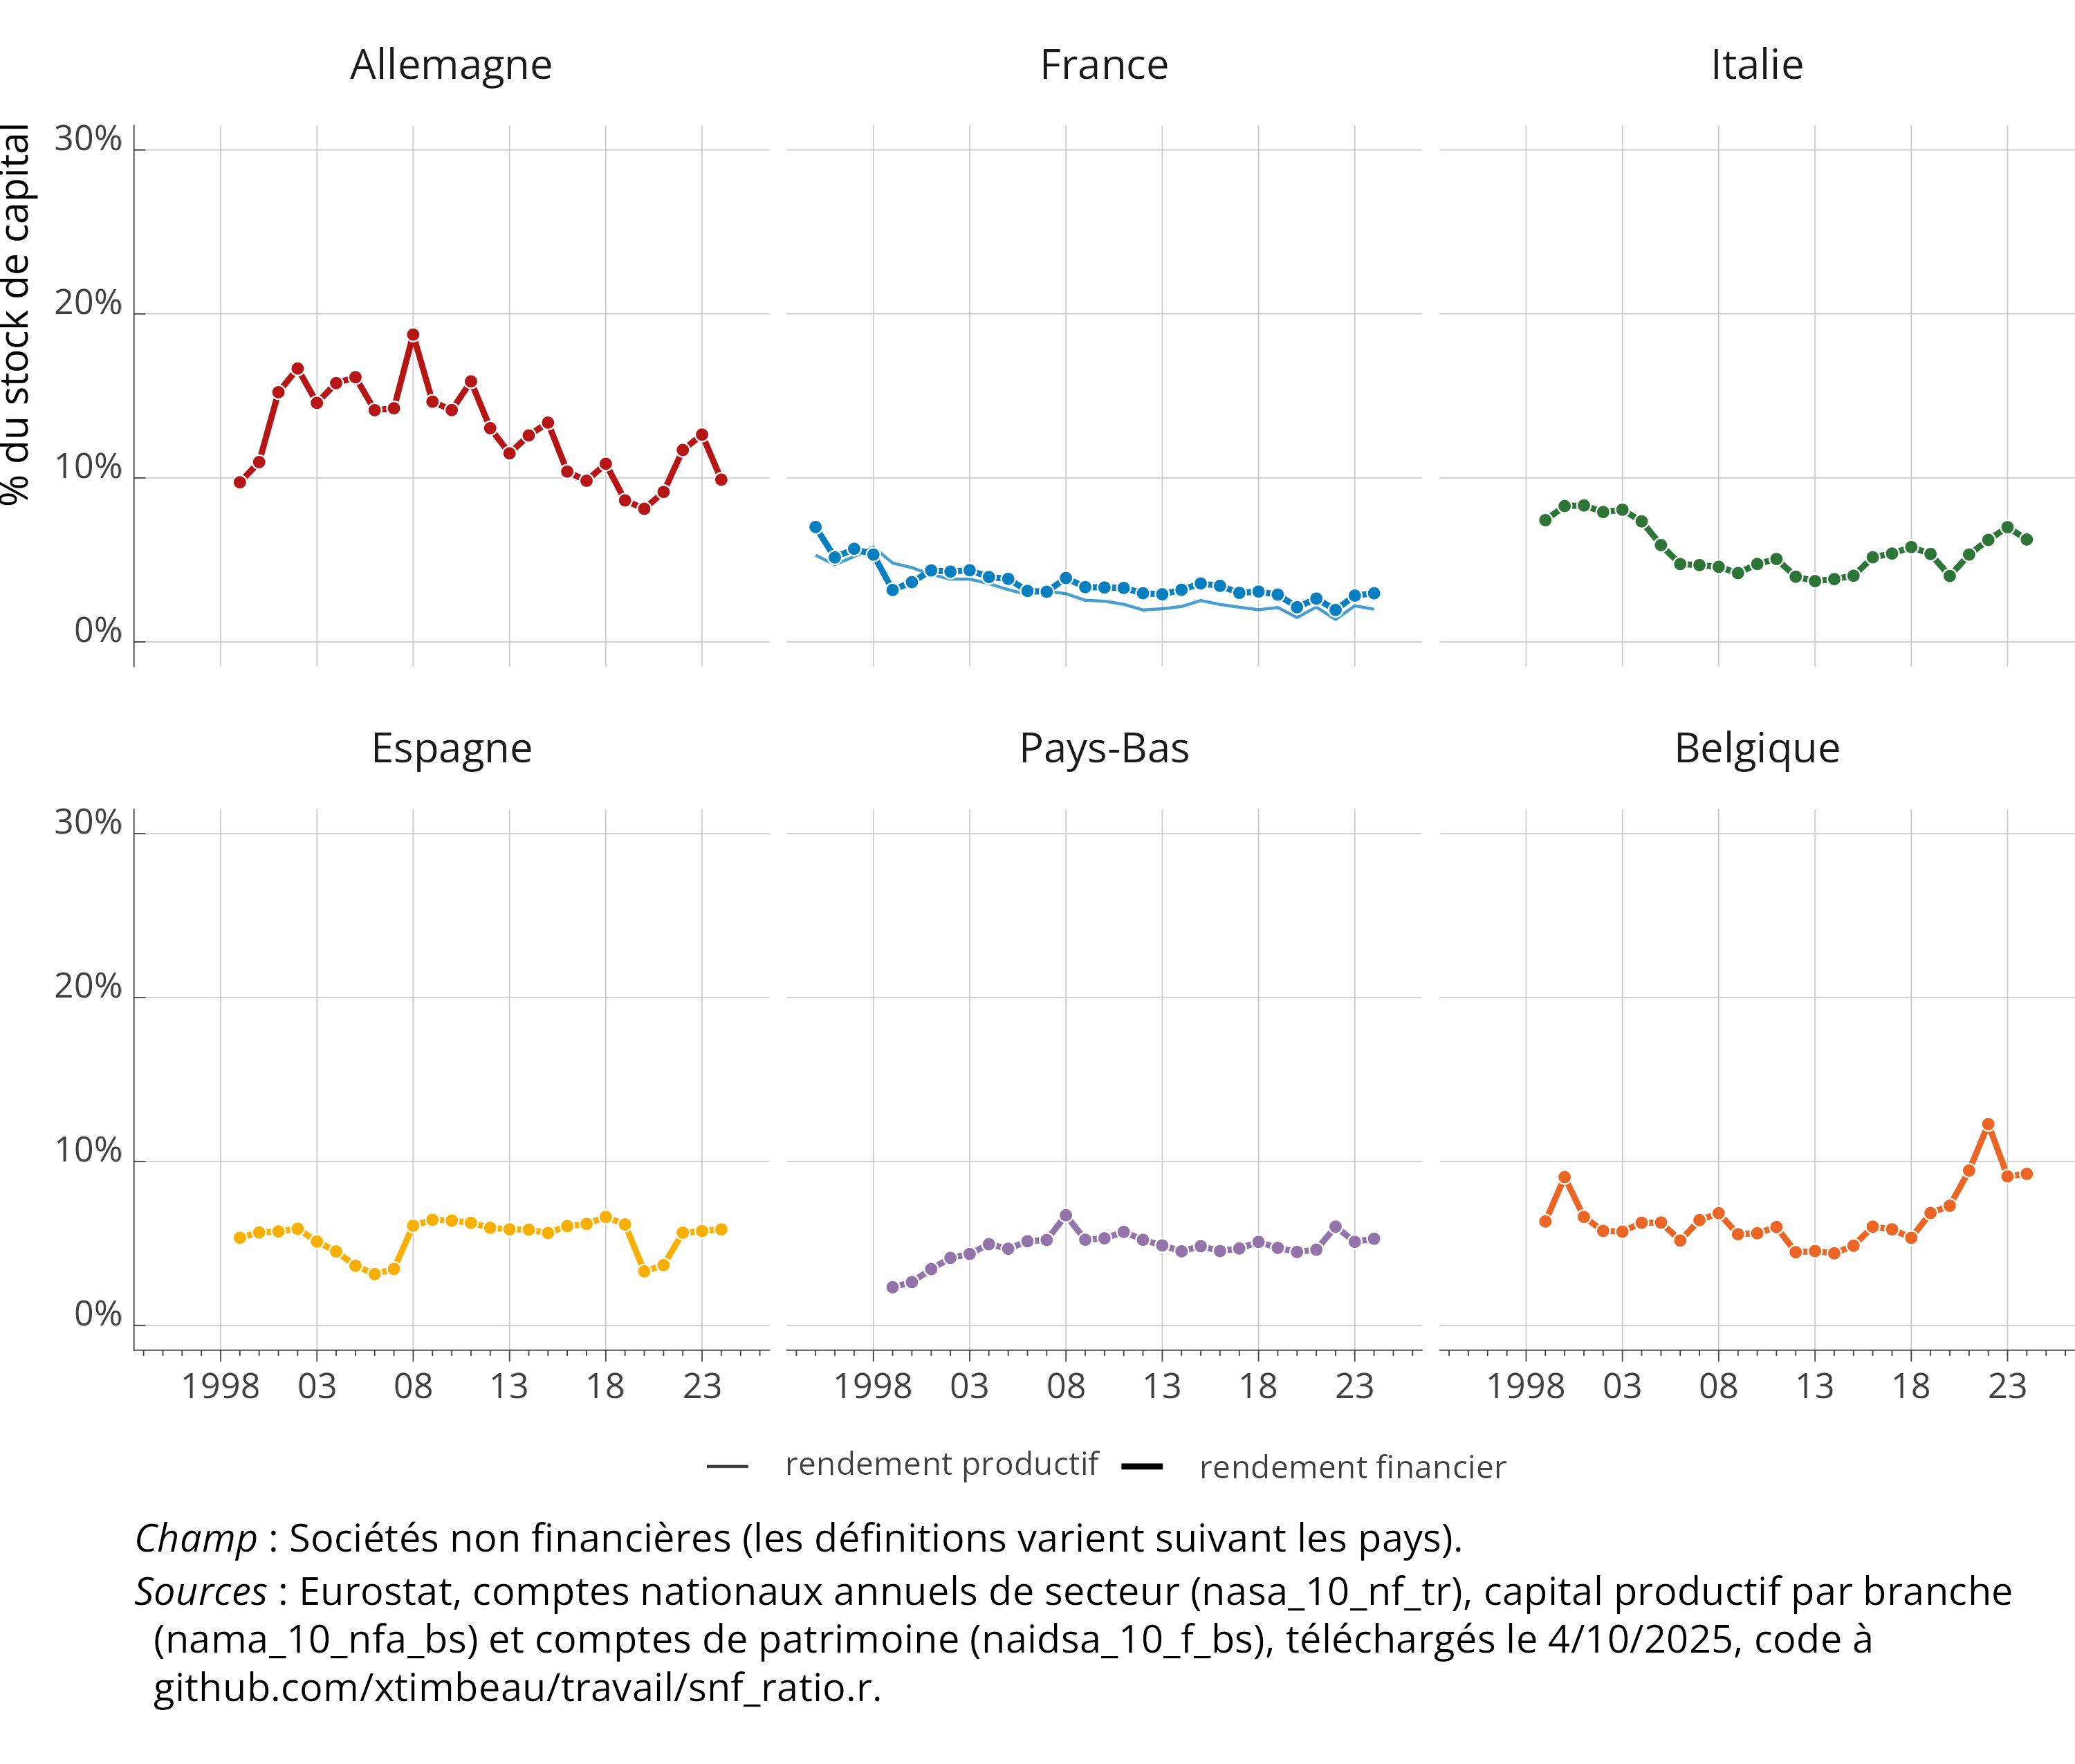 Allemagne
France
Italie
% du stock de capital
30%
20%
10%
0%
Espagne
Pays-Bas
Belgique
30%
20%
10%
0%
1998 03 08 13 18 23
1998 03 08 13 18 23
1998 03 08 13 18 23
rendement productif
rendement financier
Champ : Sociétés non financières (les définitions varient suivant les pays).
Sources : Eurostat, comptes nationaux annuels de secteur (nasa_10_nf_tr), capital productif par branche
(nama_10_nfa_bs) et comptes de patrimoine (naidsa_10_f_bs), téléchargés le 4/10/2025, code à
github.com/xtimbeau/travail/snf_ratio.r.